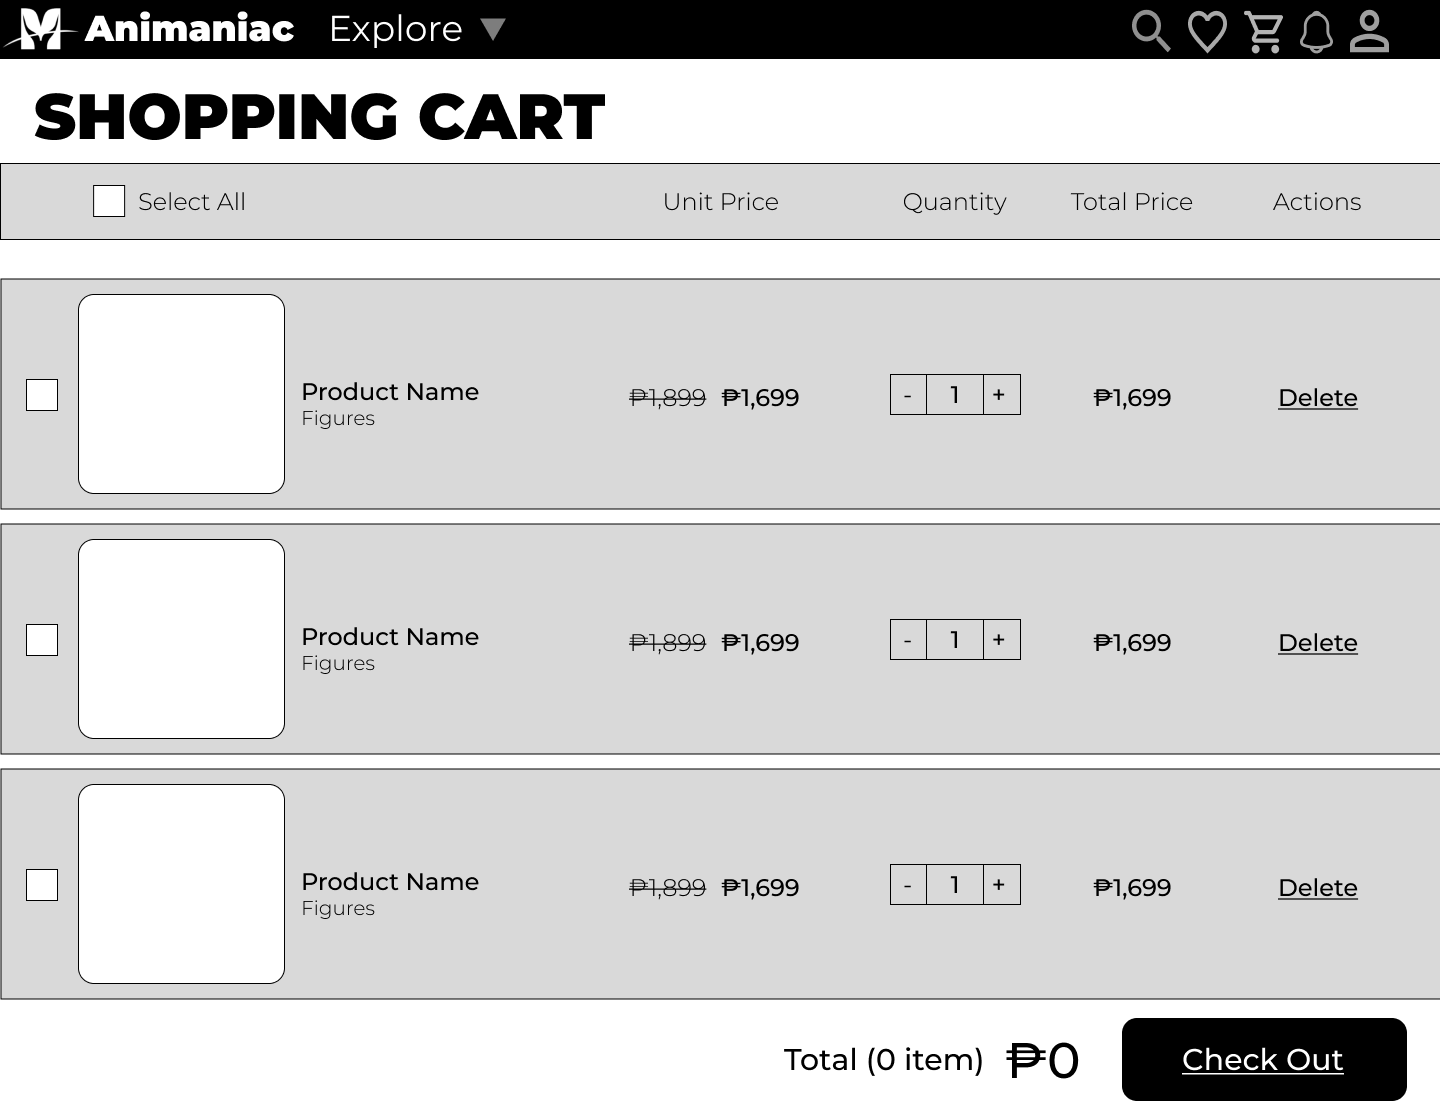 Animaniac Explore
SHOPPING CART
Select All Unit Price Quantity Total Price Actions
Product Name
Figures
₱1,899 ₱1,699 - 1 + ₱1,699 Delete
Product Name
Figures
₱1,899 ₱1,699 - 1 + ₱1,699 Delete
Product Name
Figures
₱1,899 ₱1,699 - 1 + ₱1,699 Delete
Total (0 item) ₱0 Check Out